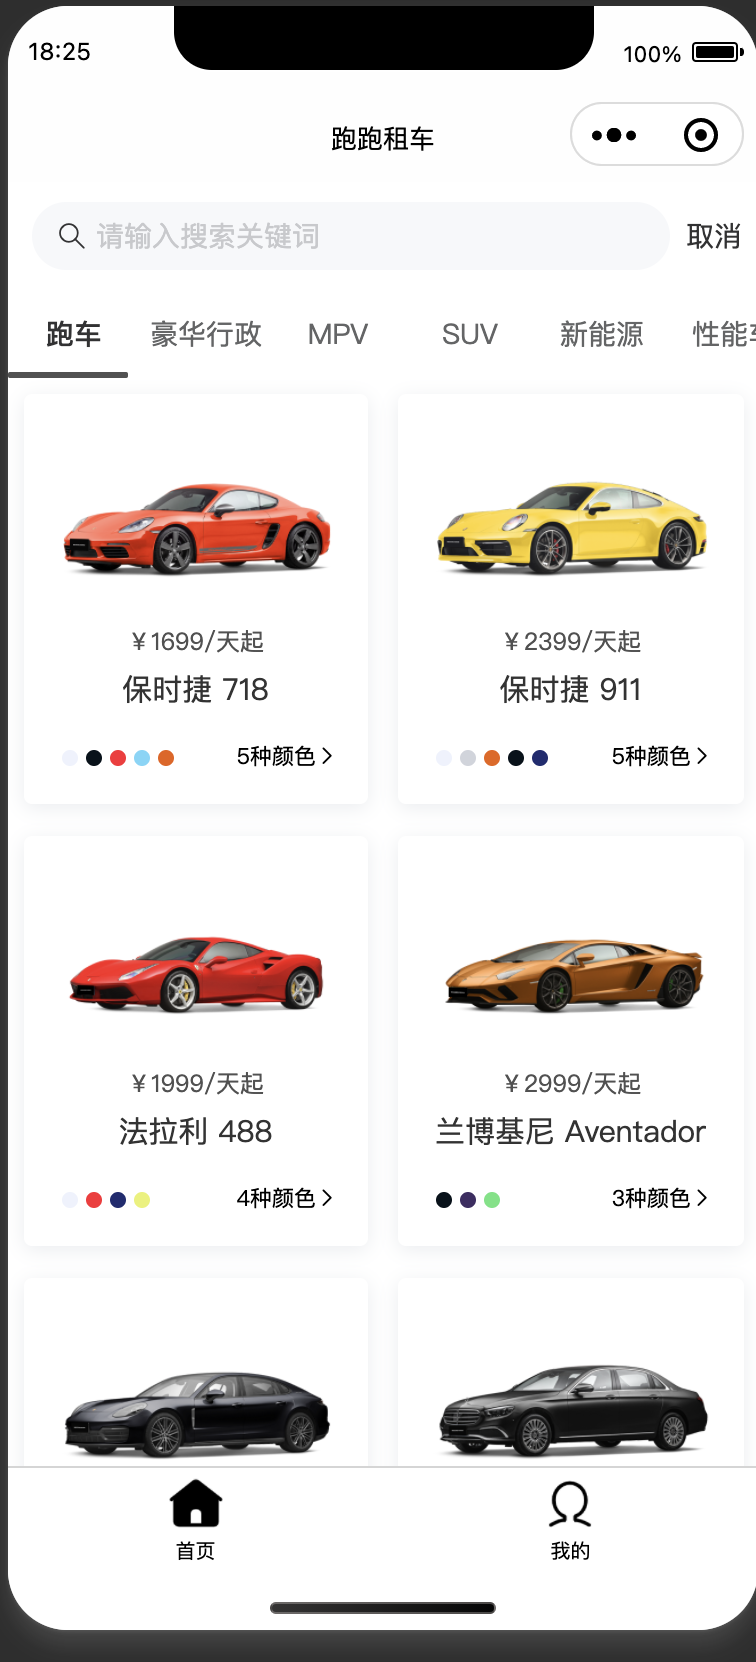 18:25
100%
跑跑租车
请输入搜索关键词
取消
跑车 豪华行政 MPV SUV 新能源 性能车
¥1699/天起
保时捷 718
5种颜色
¥2399/天起
保时捷 911
5种颜色
¥1999/天起
法拉利 488
4种颜色
¥2999/天起
兰博基尼 Aventador
3种颜色
首页
我的